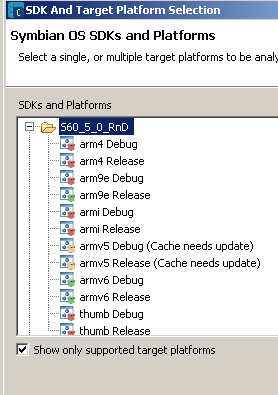 SDK And Target Platform Selection
Symbian OS SDKs and Platforms
Select a single, or multiple target platforms to be analy
SDKs and Platforms
S60_5_0_RnD
arm4 Debug
arm4 Release
arm9e Debug
arm9e Release
armi Debug
armi Release
armv5 Debug (Cache needs update)
armv5 Release (Cache needs update)
armv6 Debug
armv6 Release
thumb Debug
thumb Release
Show only supported target platforms